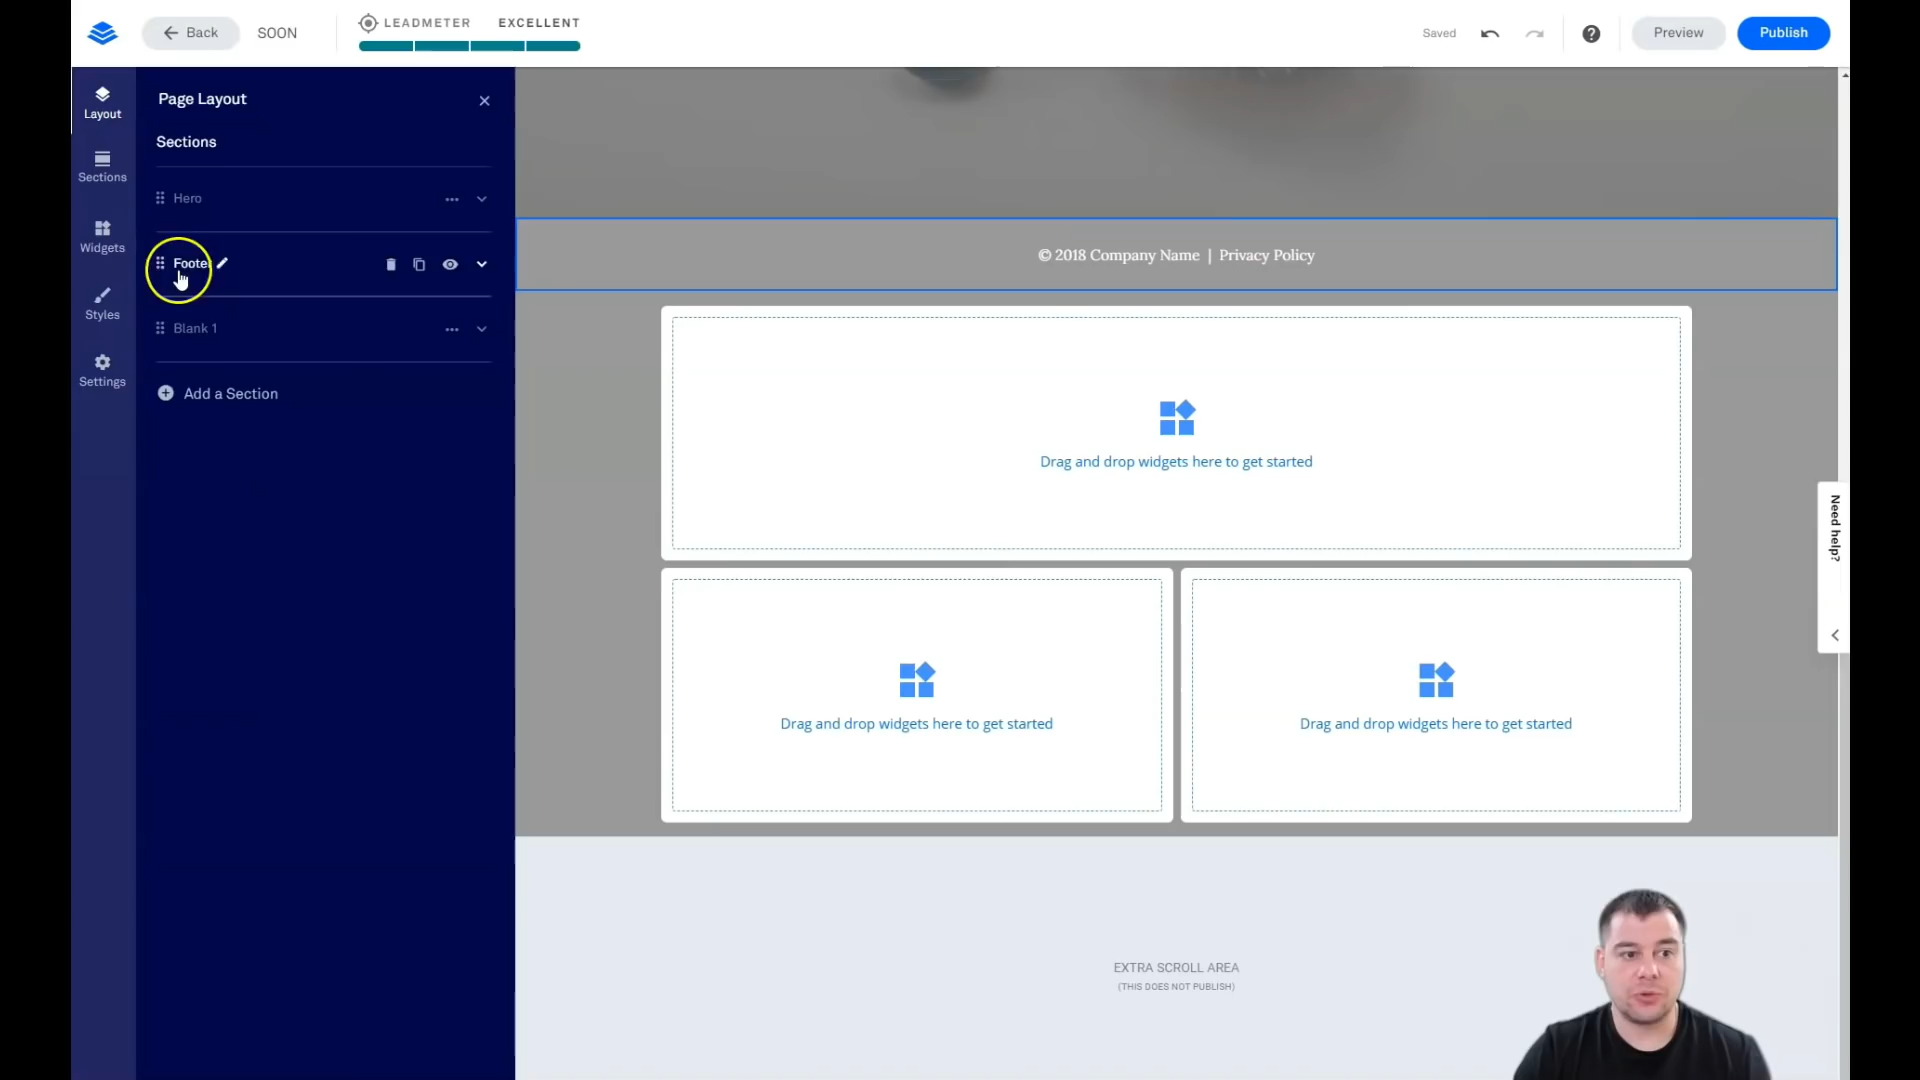 Back
SOON
LEADMETER EXCELLENT
Saved
Preview
Publish
Layout
Sections
Widgets
Styles
Settings
Page Layout
Sections
Hero
Footer
Blank 1
Add a Section
© 2018 Company Name | Privacy Policy
Drag and drop widgets here to get started
Drag and drop widgets here to get started
Drag and drop widgets here to get started
Need help?
EXTRA SCROLL AREA
(THIS DOES NOT PUBLISH)